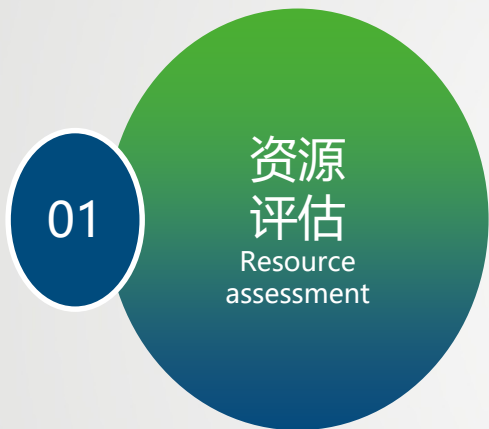 01
资源
评估
Resource
assessment